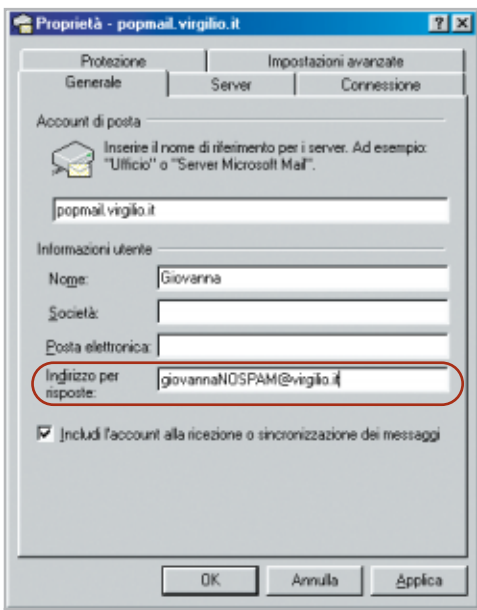 Proprietà - popmail.virgilio.it
Protezione
Impostazioni avanzate
Generale
Server
Connessione
Account di posta
Inserire il nome di riferimento per i server. Ad esempio:
"Ufficio" o "Server Microsoft Mail".
popmail.virgilio.it
Informazioni utente
Nome: Giovanna
Società:
Posta elettronica:
Indirizzo per giovannaNOSPAM@virgilio.it
risposte:
Includi l'account alla ricezione o sincronizzazione dei messaggi
OK Annulla Applica